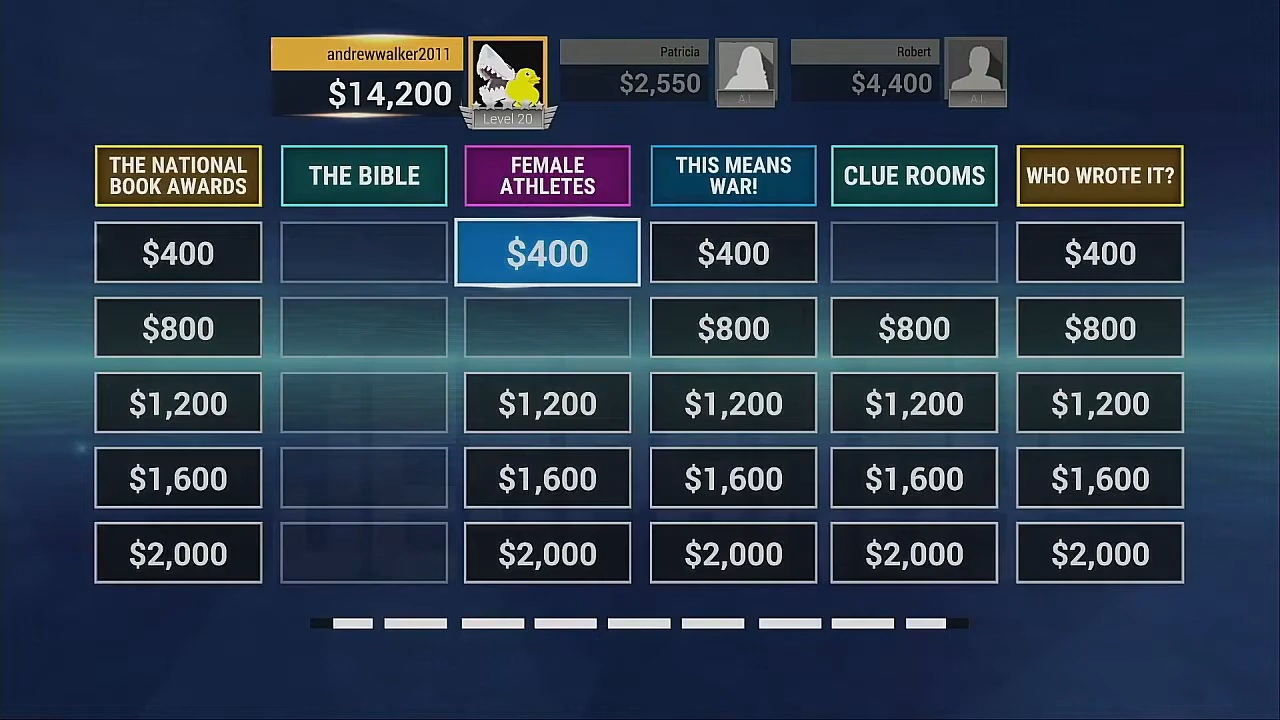 andrewwalker2011
$14,200
Level 20
Patricia
$2,550
A.I.
Robert
$4,400
A.I.
THE NATIONAL
BOOK AWARDS
THE BIBLE
FEMALE
ATHLETES
THIS MEANS
WAR!
CLUE ROOMS
WHO WROTE IT?
$400
$400
$400
$400
$800
$800
$800
$800
$1,200
$1,200
$1,200
$1,200
$1,200
$1,600
$1,600
$1,600
$1,600
$1,600
$2,000
$2,000
$2,000
$2,000
$2,000